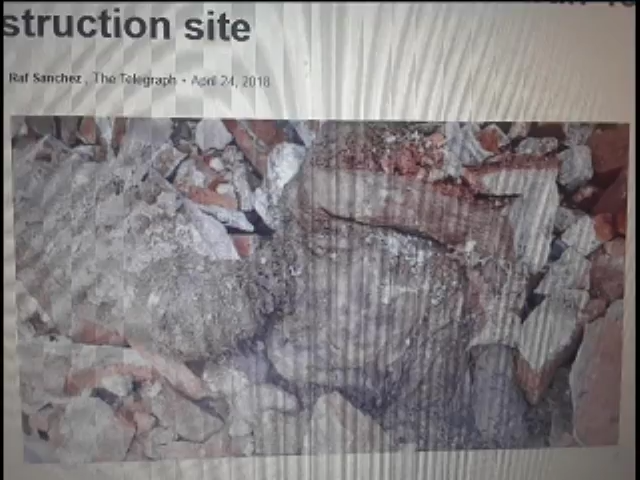 struction site
Raf Sanchez, The Telegraph • April 24, 2018